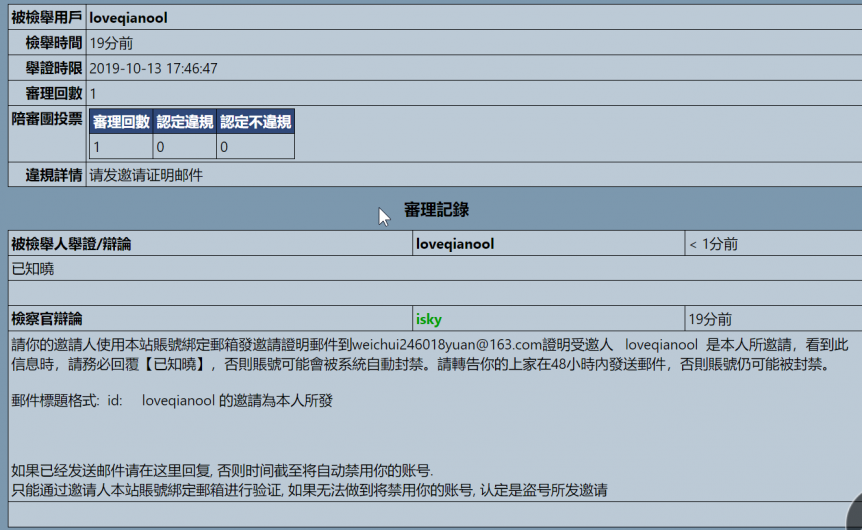 被檢舉用戶 loveqianool
檢舉時間 19分前
舉證時限 2019-10-13 17:46:47
審理回數 1
陪審團投票 審理回數 認定違規 認定不違規
1 0 0
違規詳情 请发邀请证明邮件
審理記錄
被檢舉人舉證/辯論 loveqianool < 1分前
已知曉
檢察官辯論 isky 19分前
請你的邀請人使用本站賬號綁定郵箱發邀請證明郵件到weichui246018yuan@163.com證明受邀人 loveqianool 是本人所邀請，看到此
信息時，請務必回覆【已知曉】，否則賬號可能會被系統自動封禁。請轉告你的上家在48小時内發送郵件，否則賬號仍可能被封禁。
郵件標題格式: id: loveqianool 的邀請為本人所發
如果已经发送邮件请在这里回复, 否则时间截至将自动禁用你的账号.
只能通过邀请人本站賬號綁定郵箱进行验证, 如果无法做到将禁用你的账号, 认定是盗号所发邀请